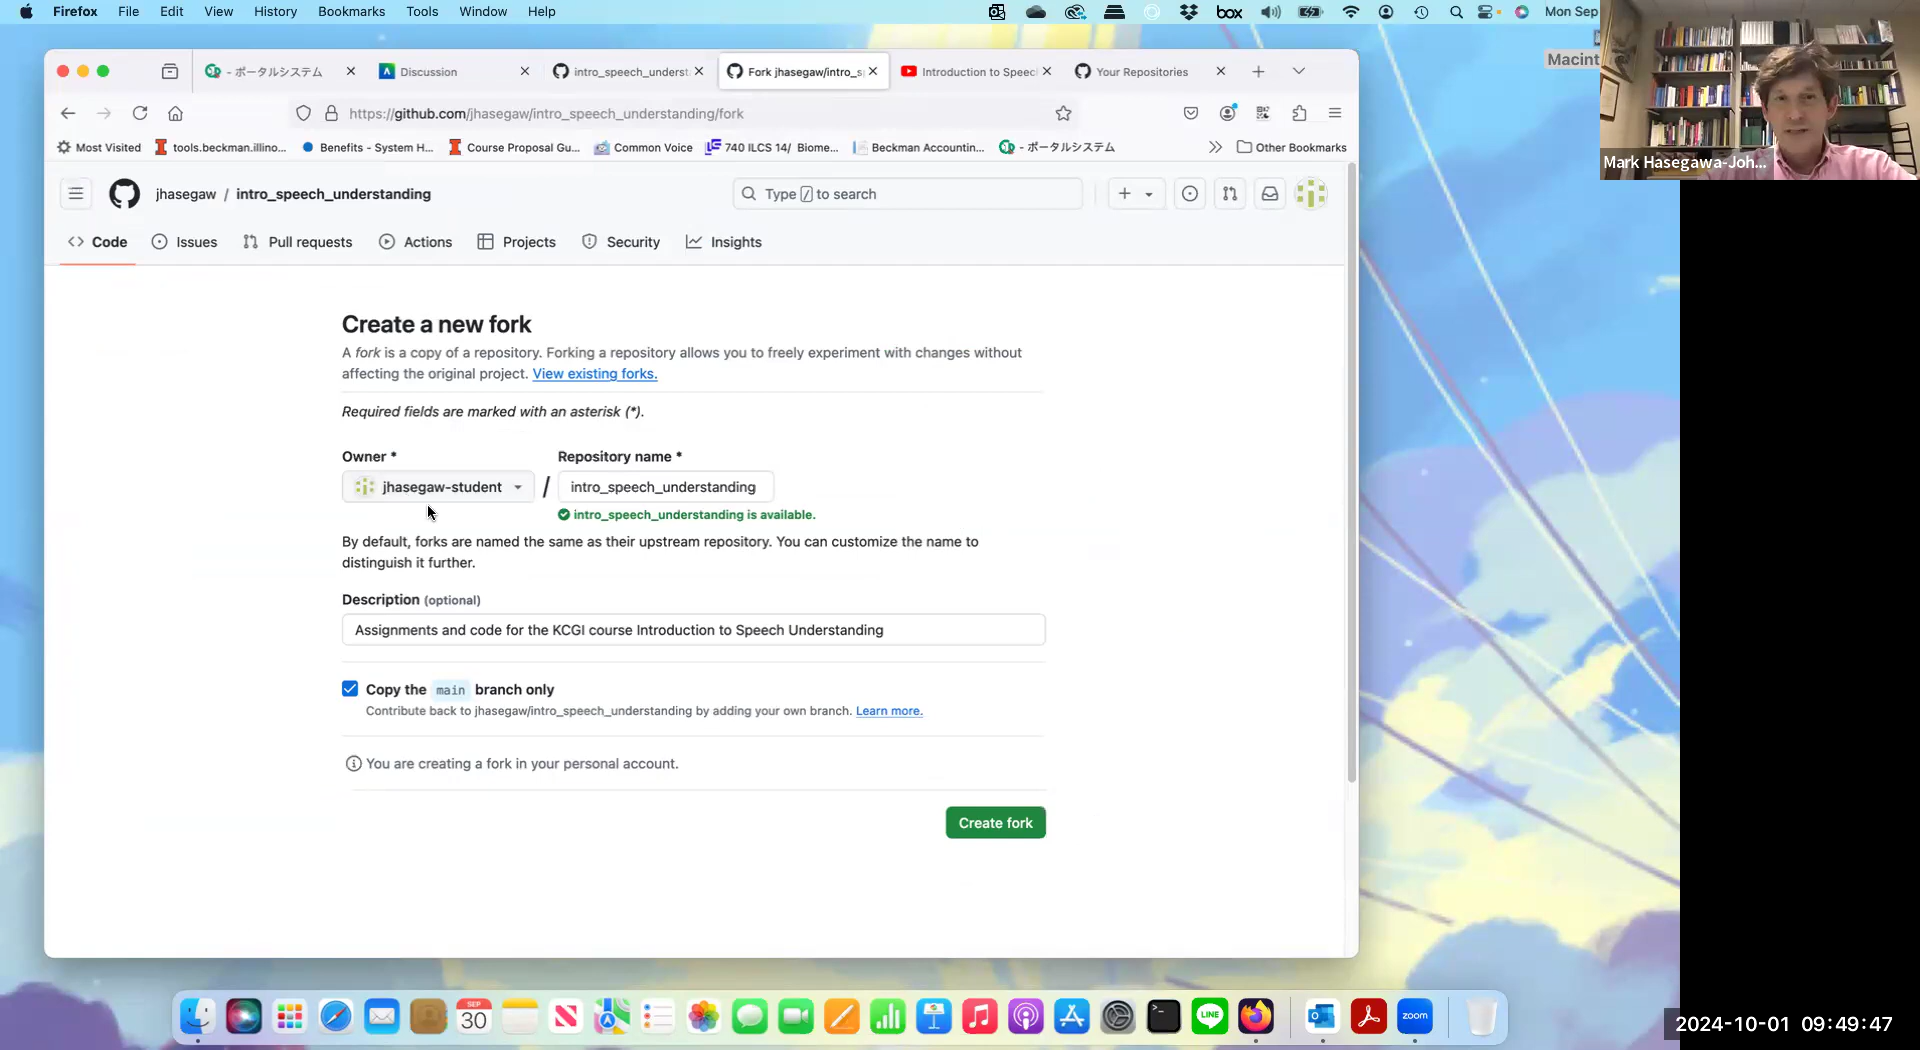 Firefox File Edit View History Bookmarks Tools Window Help
box
Mon Sep
Macint
- ポータルシステム
Discussion
intro_speech_underst
Fork jhasegaw/intro_s
Introduction to Speec
Your Repositories
https://github.com/jhasegaw/intro_speech_understanding/fork
Most Visited
tools.beckman.illino...
Benefits - System H...
Course Proposal Gu...
Common Voice
740 ILCS 14/ Biome...
Beckman Accountin...
- ポータルシステム
Other Bookmarks
Mark Hasegawa-Joh...
jhasegaw / intro_speech_understanding
Type / to search
Code Issues Pull requests Actions Projects Security Insights
Create a new fork
A fork is a copy of a repository. Forking a repository allows you to freely experiment with changes without
affecting the original project. View existing forks.
Required fields are marked with an asterisk (*).
Owner * Repository name *
jhasegaw-student / intro_speech_understanding
intro_speech_understanding is available.
By default, forks are named the same as their upstream repository. You can customize the name to
distinguish it further.
Description (optional)
Assignments and code for the KCGI course Introduction to Speech Understanding
Copy the main branch only
Contribute back to jhasegaw/intro_speech_understanding by adding your own branch. Learn more.
You are creating a fork in your personal account.
Create fork
SEP
30
LINE
zoom
2024-10-01 09:49:47